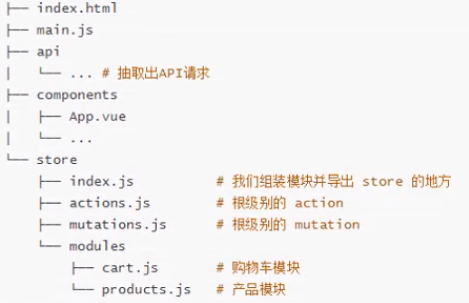 ├── index.html
├── main.js
├── api
│   └── ... # 抽取出API请求
├── components
│   ├── App.vue
│   └── ...
└── store
    ├── index.js          # 我们组装模块并导出 store 的地方
    ├── actions.js        # 根级别的 action
    ├── mutations.js      # 根级别的 mutation
    └── modules
        ├── cart.js       # 购物车模块
        └── products.js   # 产品模块